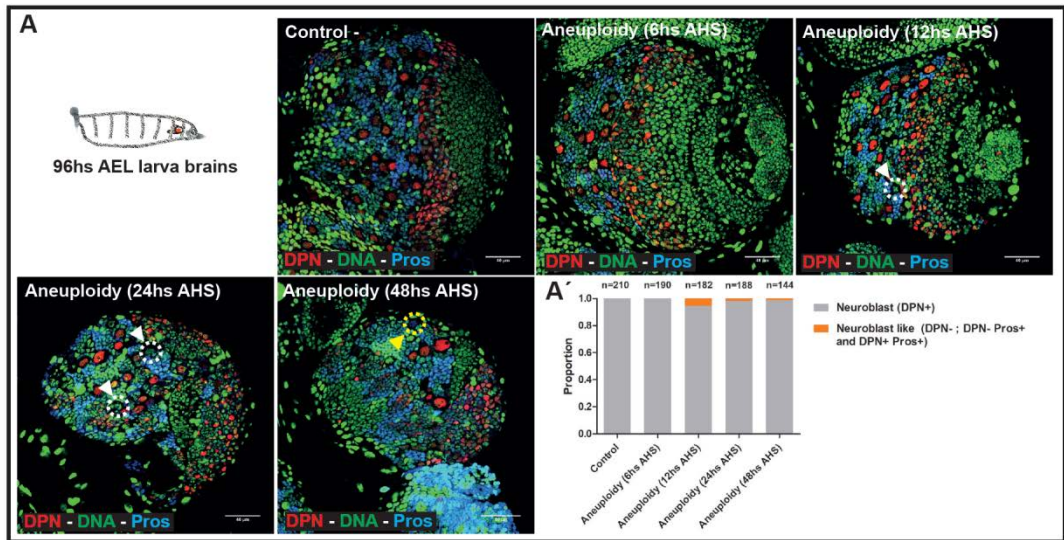 A
96hs AEL larva brains
Control -
DPN - DNA - Pros
Aneuploidy (6hs AHS)
DPN - DNA - Pros
Aneuploidy (12hs AHS)
DPN - DNA - Pros
Aneuploidy (24hs AHS)
DPN - DNA - Pros
Aneuploidy (48hs AHS)
DPN - DNA - Pros
A´
n=210 n=190 n=182 n=188 n=144
1.0
0.8
0.6
0.4
0.2
0.0
Proportion
Control
Aneuploidy (6hs AHS)
Aneuploidy (12hs AHS)
Aneuploidy (24hs AHS)
Aneuploidy (48hs AHS)
Neuroblast (DPN+)
Neuroblast like (DPN- ; DPN- Pros+
and DPN+ Pros+)